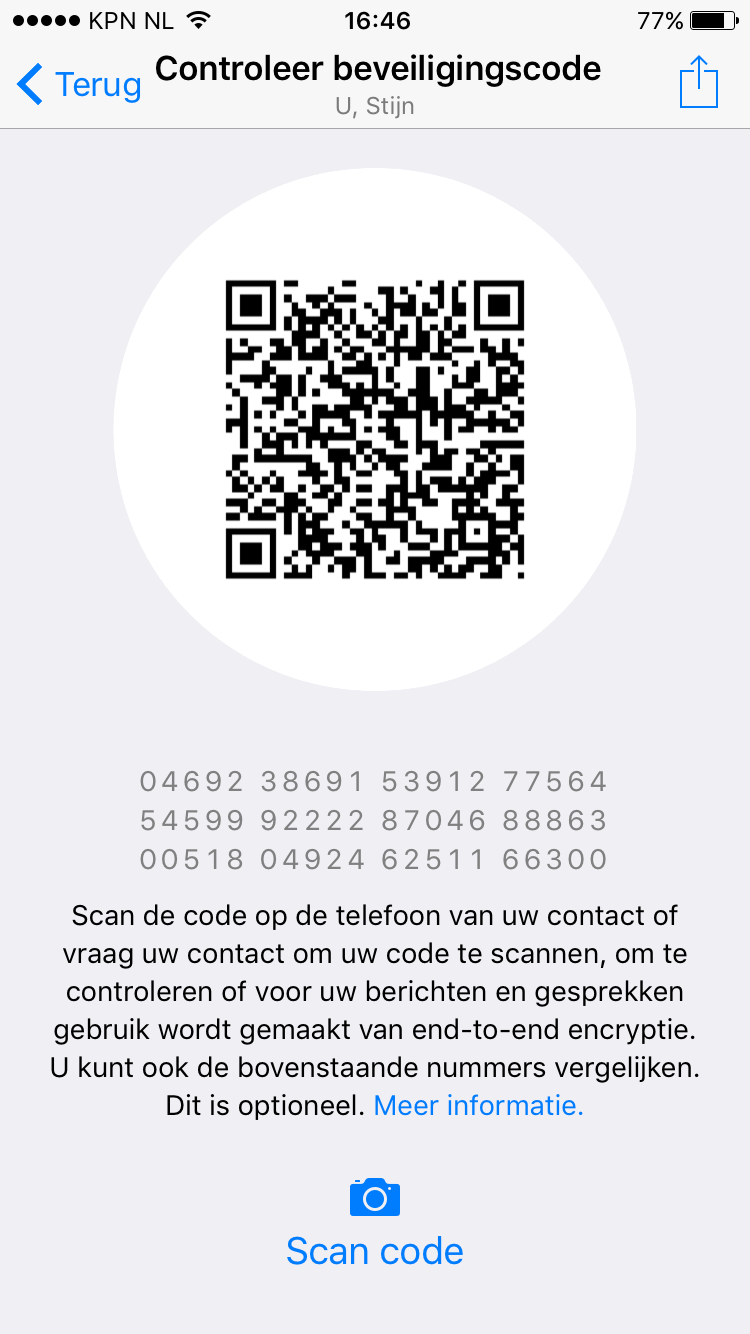 KPN NL 16:46 77%
Terug Controleer beveiligingscode
U, Stijn
04692 38691 53912 77564
54599 92222 87046 88863
00518 04924 62511 66300
Scan de code op de telefoon van uw contact of
vraag uw contact om uw code te scannen, om te
controleren of voor uw berichten en gesprekken
gebruik wordt gemaakt van end-to-end encryptie.
U kunt ook de bovenstaande nummers vergelijken.
Dit is optioneel. Meer informatie.
Scan code